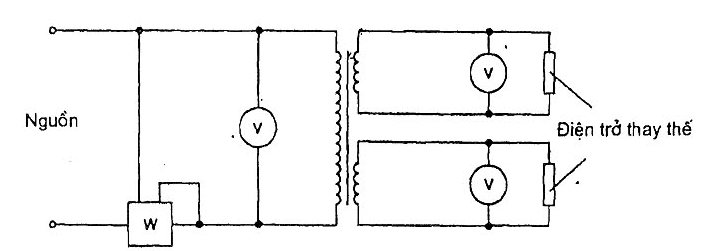 V
Nguồn
V
Điện trở thay thế
V
W